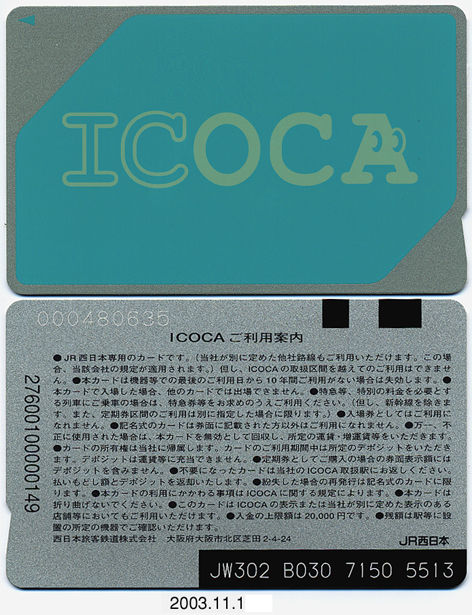 ICOCA
000480635
ICOCA ご利用案内
●JR西日本専用のカードです。(当社が別に定めた他社路線もご利用いただけます。この場
合、当該会社の規定が適用されます。)但し、ICOCAの取扱区間を越えてのご利用はできませ
ん。●本カードは機器等での最後のご利用日から10年間ご利用がない場合は失効します。●
本カードで入場した場合、他のカードでは出場できません。●特急等、特別の料金を必要とす
る列車にご乗車の場合は、特急券等をお求めのうえご利用ください。(但し、新幹線を除きま
す、また、定期券区間のご利用は別に指定した場合に限ります。)●入場券としてはご利用に
なれません。●記名式のカードは券面に記載された方以外はご利用になれません。●万一、不
正に使用された場合は、本カードを無効として回収し、所定の運賃・増運賃等をいただきます。
●カードの所有権は当社に帰属します。カードのご利用期間中は所定のデポジットをいただき
ます。デポジットは運賃等に充当できません。●定期券としてご購入の場合の券面表示額には
デポジットを含みません。●不要になったカードは当社のICOCA取扱駅にお返しください。
払いもどし額とデポジットを返却いたします。●紛失した場合の再発行は記名式のカードに限
ります。●本カードの利用にかかわる事項はICOCAに関する規定によります。●本カードは
折り曲げないでください。●このカードはICOCAの表示または当社が別に定めた表示のある
店舗等においてもご利用いただけます。●入金の上限額は20,000円です。●残額は駅等に設
置の所定の機器でご確認いただけます。
西日本旅客鉄道株式会社 大阪府大阪市北区芝田2-4-24
JR西日本
27600100000149
JW302 B030 7150 5513
2003.11.1